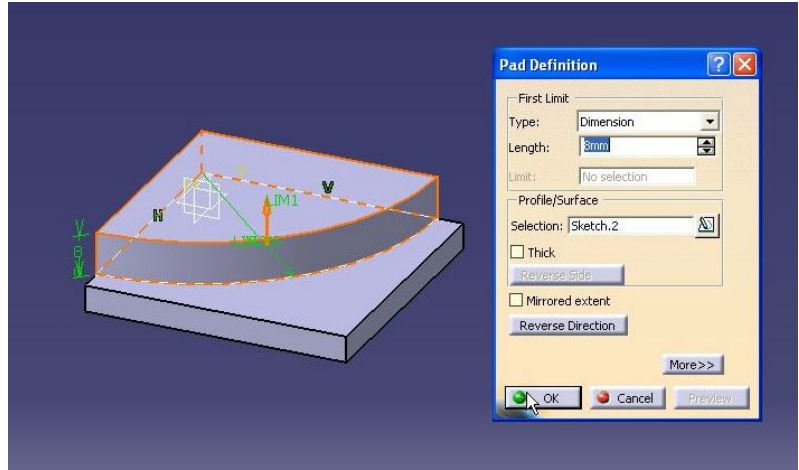 Pad Definition
First Limit
Type: Dimension
Length: 8mm
Limit: No selection
Profile/Surface
Selection: Sketch.2
Thick
Reverse Side
Mirrored extent
Reverse Direction
More>>
OK Cancel Preview
V
H
LIM1
8